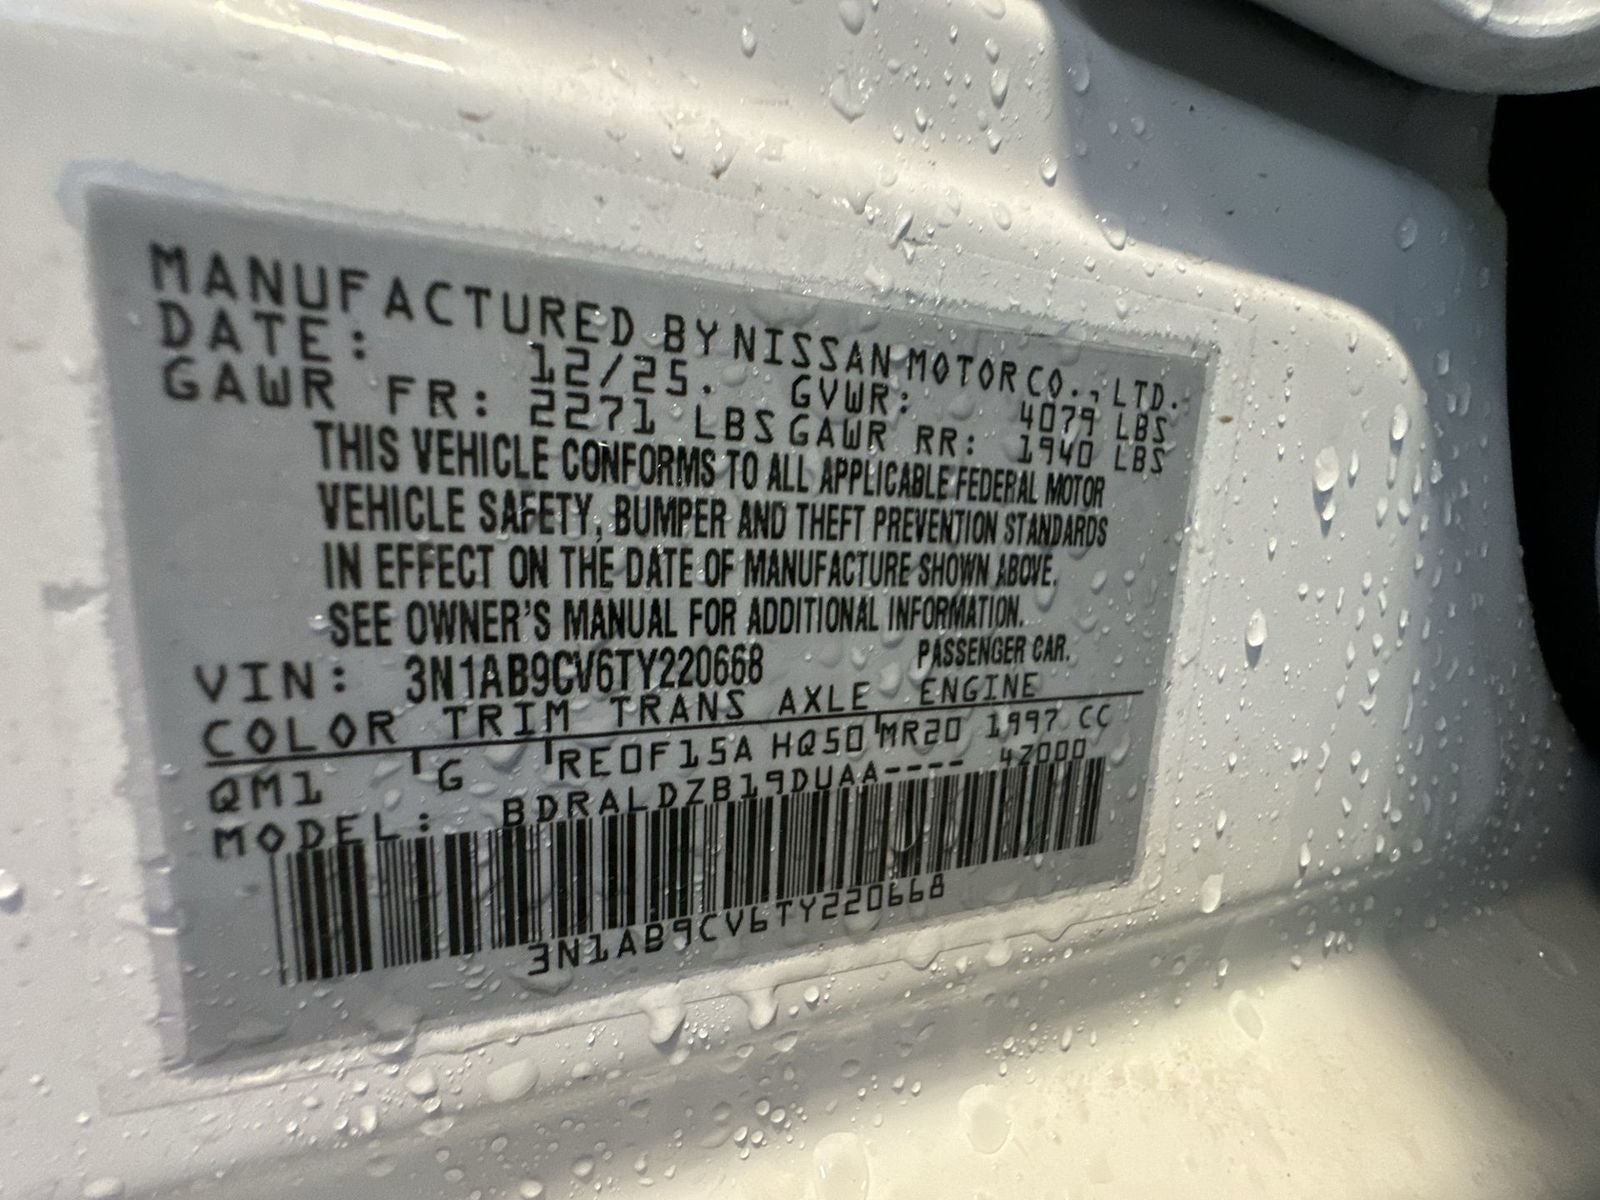 MANUFACTURED BY NISSAN MOTOR CO., LTD.
DATE: 12/25. GVWR: 4079 LBS
GAWR FR: 2271 LBS GAWR RR: 1940 LBS
THIS VEHICLE CONFORMS TO ALL APPLICABLE FEDERAL MOTOR
VEHICLE SAFETY, BUMPER AND THEFT PREVENTION STANDARDS
IN EFFECT ON THE DATE OF MANUFACTURE SHOWN ABOVE.
SEE OWNER'S MANUAL FOR ADDITIONAL INFORMATION.
VIN: 3N1AB9CV6TY220668 PASSENGER CAR.
COLOR TRIM TRANS AXLE ENGINE
QM1 G RE0F15A HQ50 MR20 1997 CC
MODEL: BDRALDZB19DUAA---- 4Z000
3N1AB9CV6TY220668